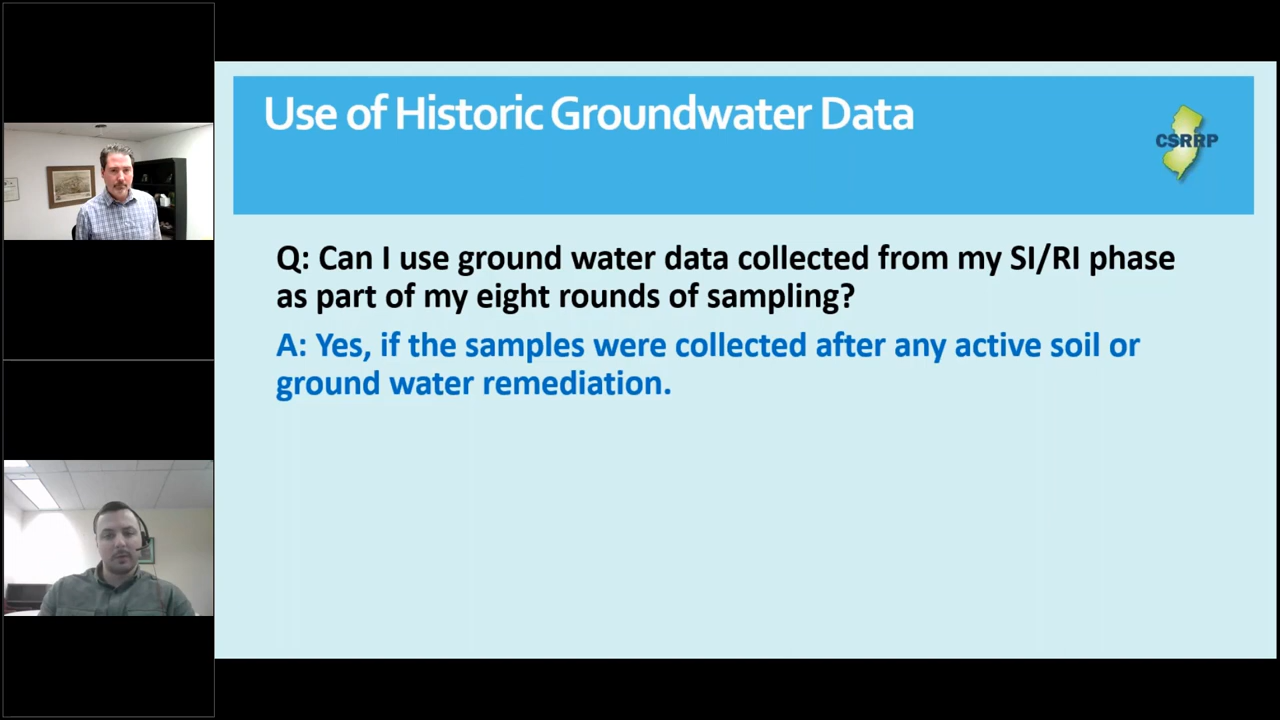 Use of Historic Groundwater Data
CSRRP
Q: Can I use ground water data collected from my SI/RI phase
as part of my eight rounds of sampling?
A: Yes, if the samples were collected after any active soil or
ground water remediation.